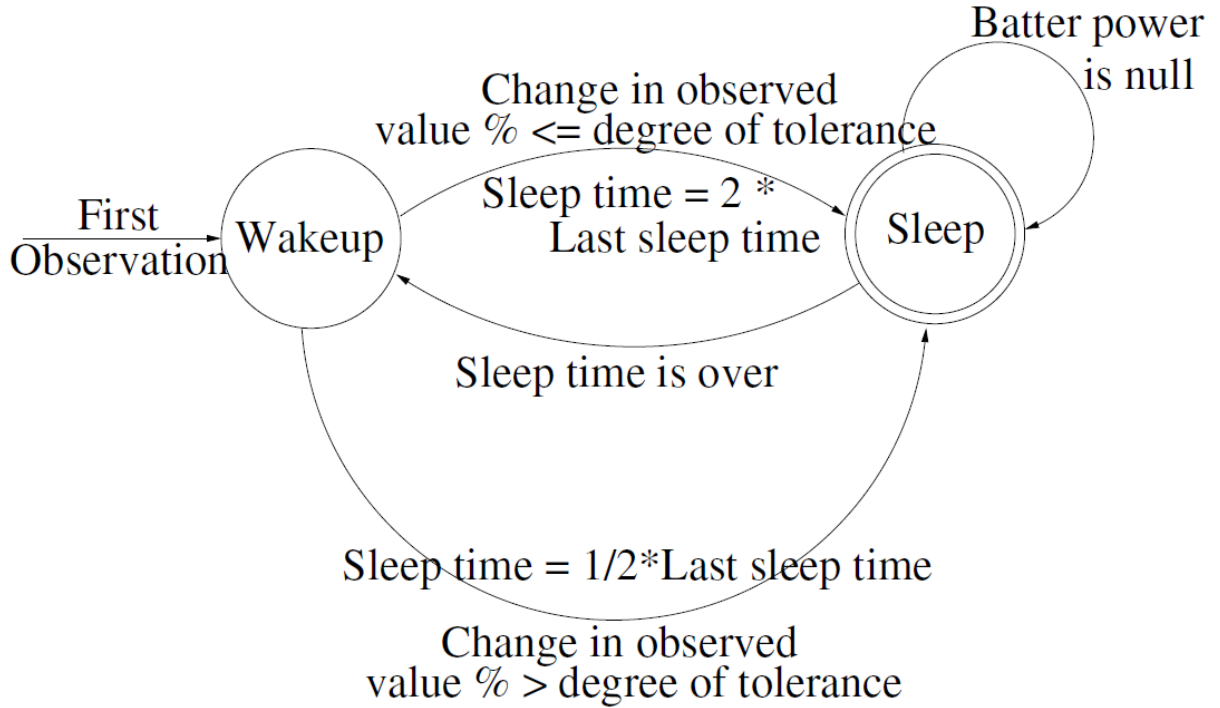 Batter power
is null
Change in observed
value % <= degree of tolerance
Sleep time = 2 *
Last sleep time
First
Observation
Wakeup
Sleep
Sleep time is over
Sleep time = 1/2*Last sleep time
Change in observed
value % > degree of tolerance